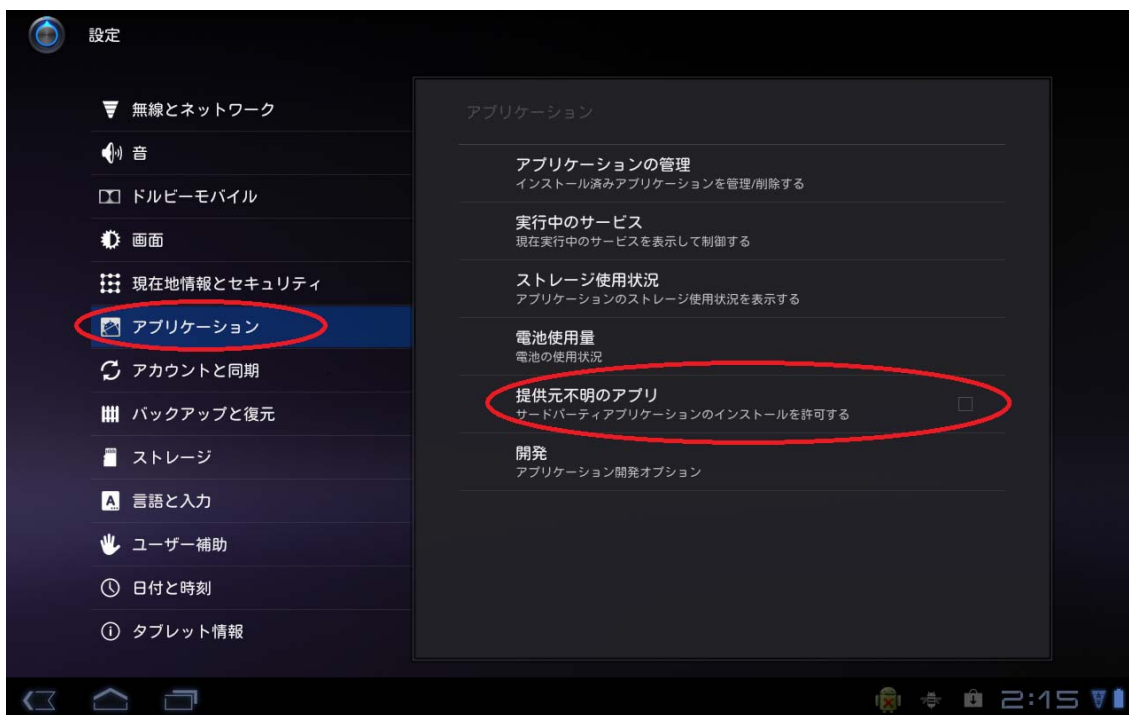 設定
無線とネットワーク
音
ドルビーモバイル
画面
現在地情報とセキュリティ
アプリケーション
アカウントと同期
バックアップと復元
ストレージ
言語と入力
ユーザー補助
日付と時刻
タブレット情報
アプリケーション
アプリケーションの管理
インストール済みアプリケーションを管理/削除する
実行中のサービス
現在実行中のサービスを表示して制御する
ストレージ使用状況
アプリケーションのストレージ使用状況を表示する
電池使用量
電池の使用状況
提供元不明のアプリ
サードパーティアプリケーションのインストールを許可する
開発
アプリケーション開発オプション
2:15